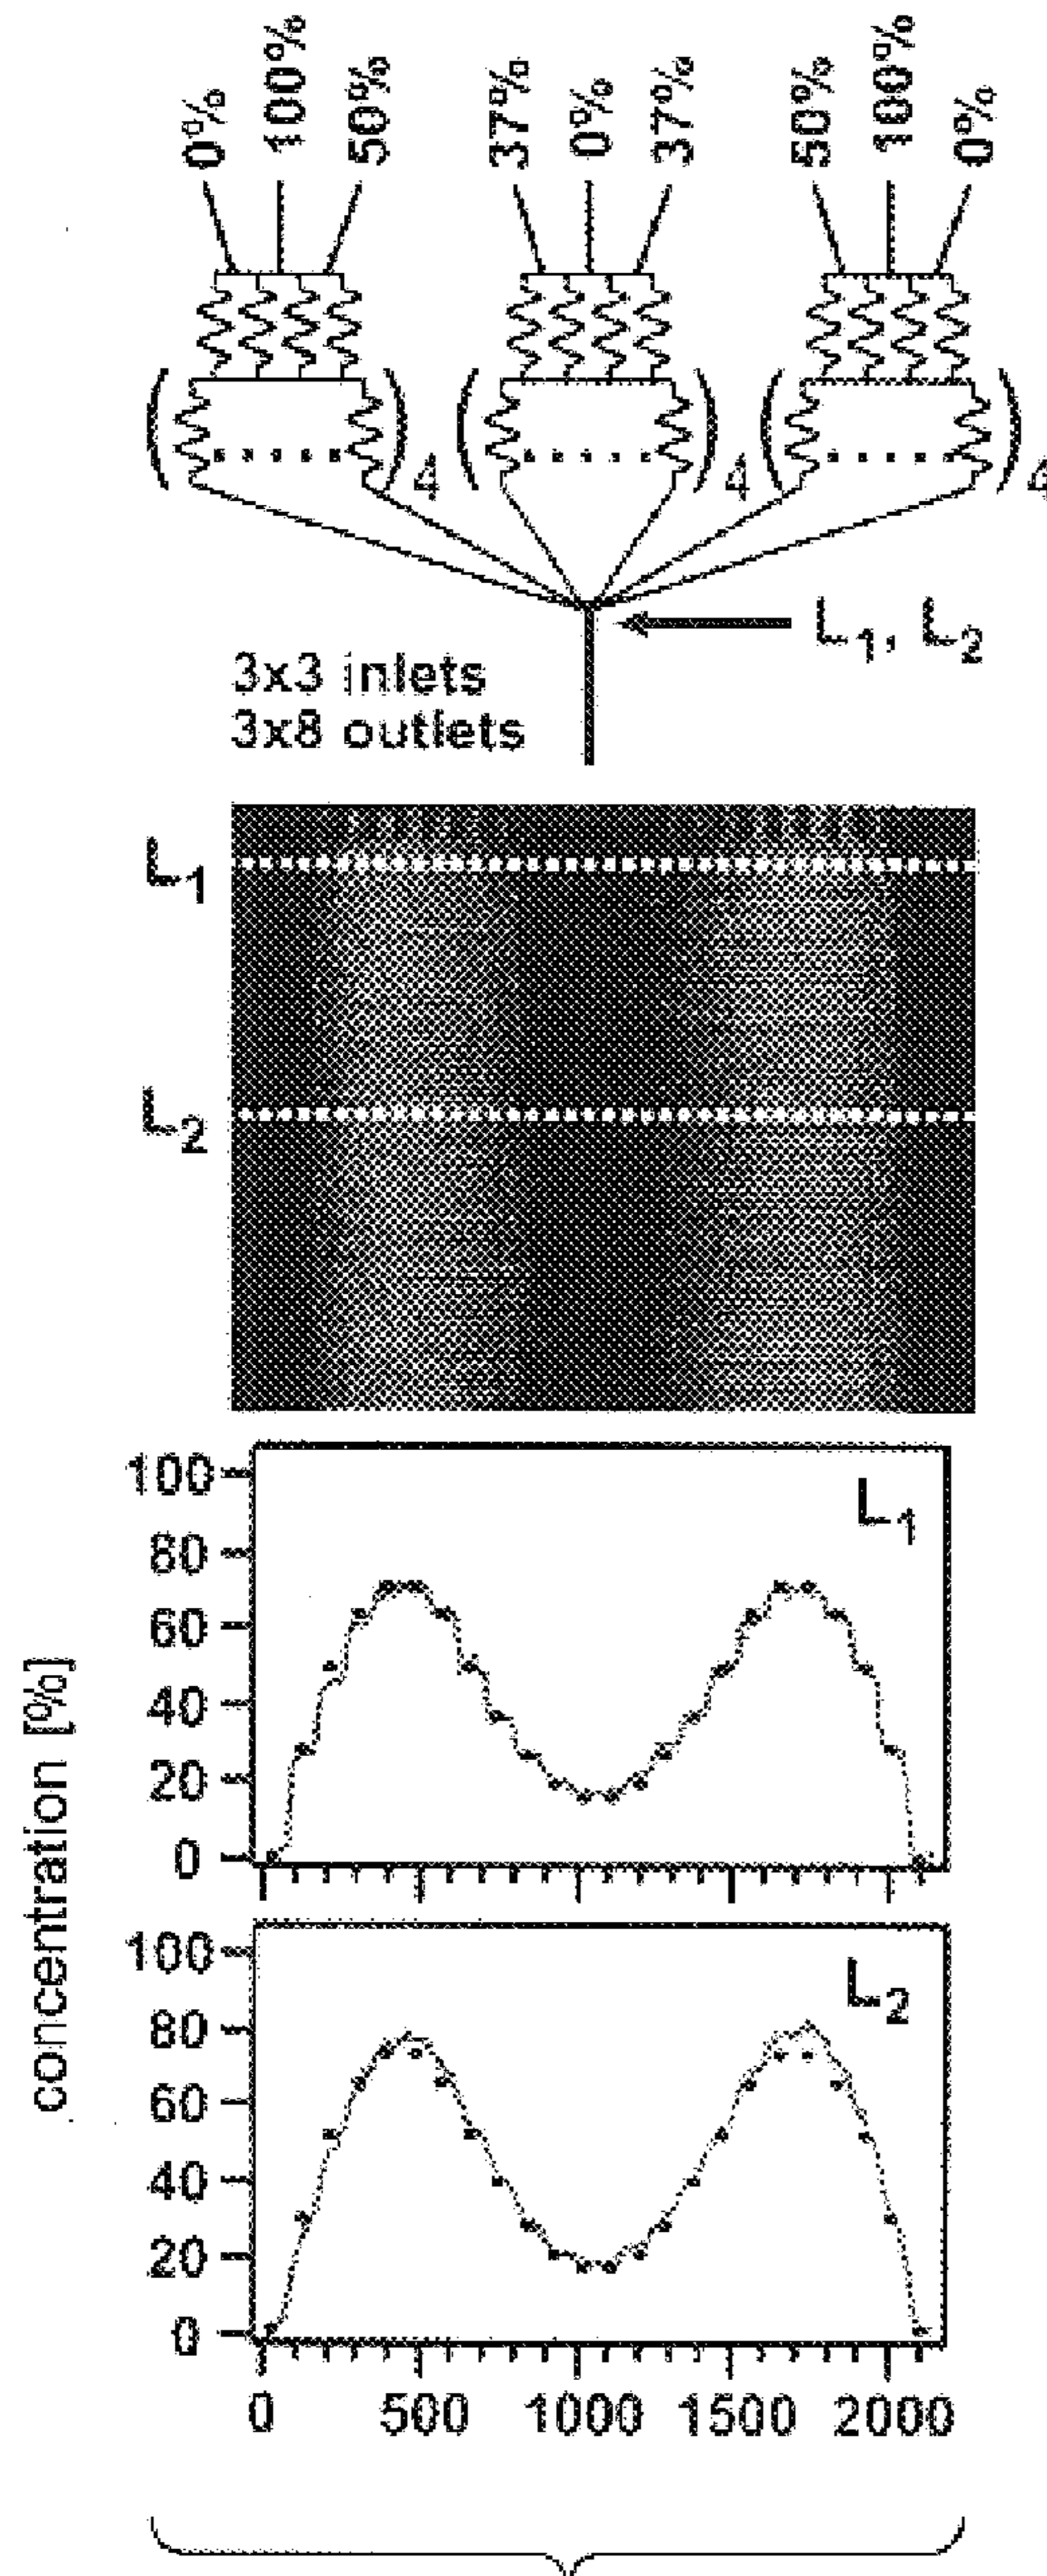 0% 100% 50% 37% 0% 37% 50% 100% 0%
4 4 4
L1, L2
3x3 inlets
3x8 outlets
L1
L2
concentration [%]
100
80
60
40
20
0
L1
100
80
60
40
20
0
L2
0 500 1000 1500 2000